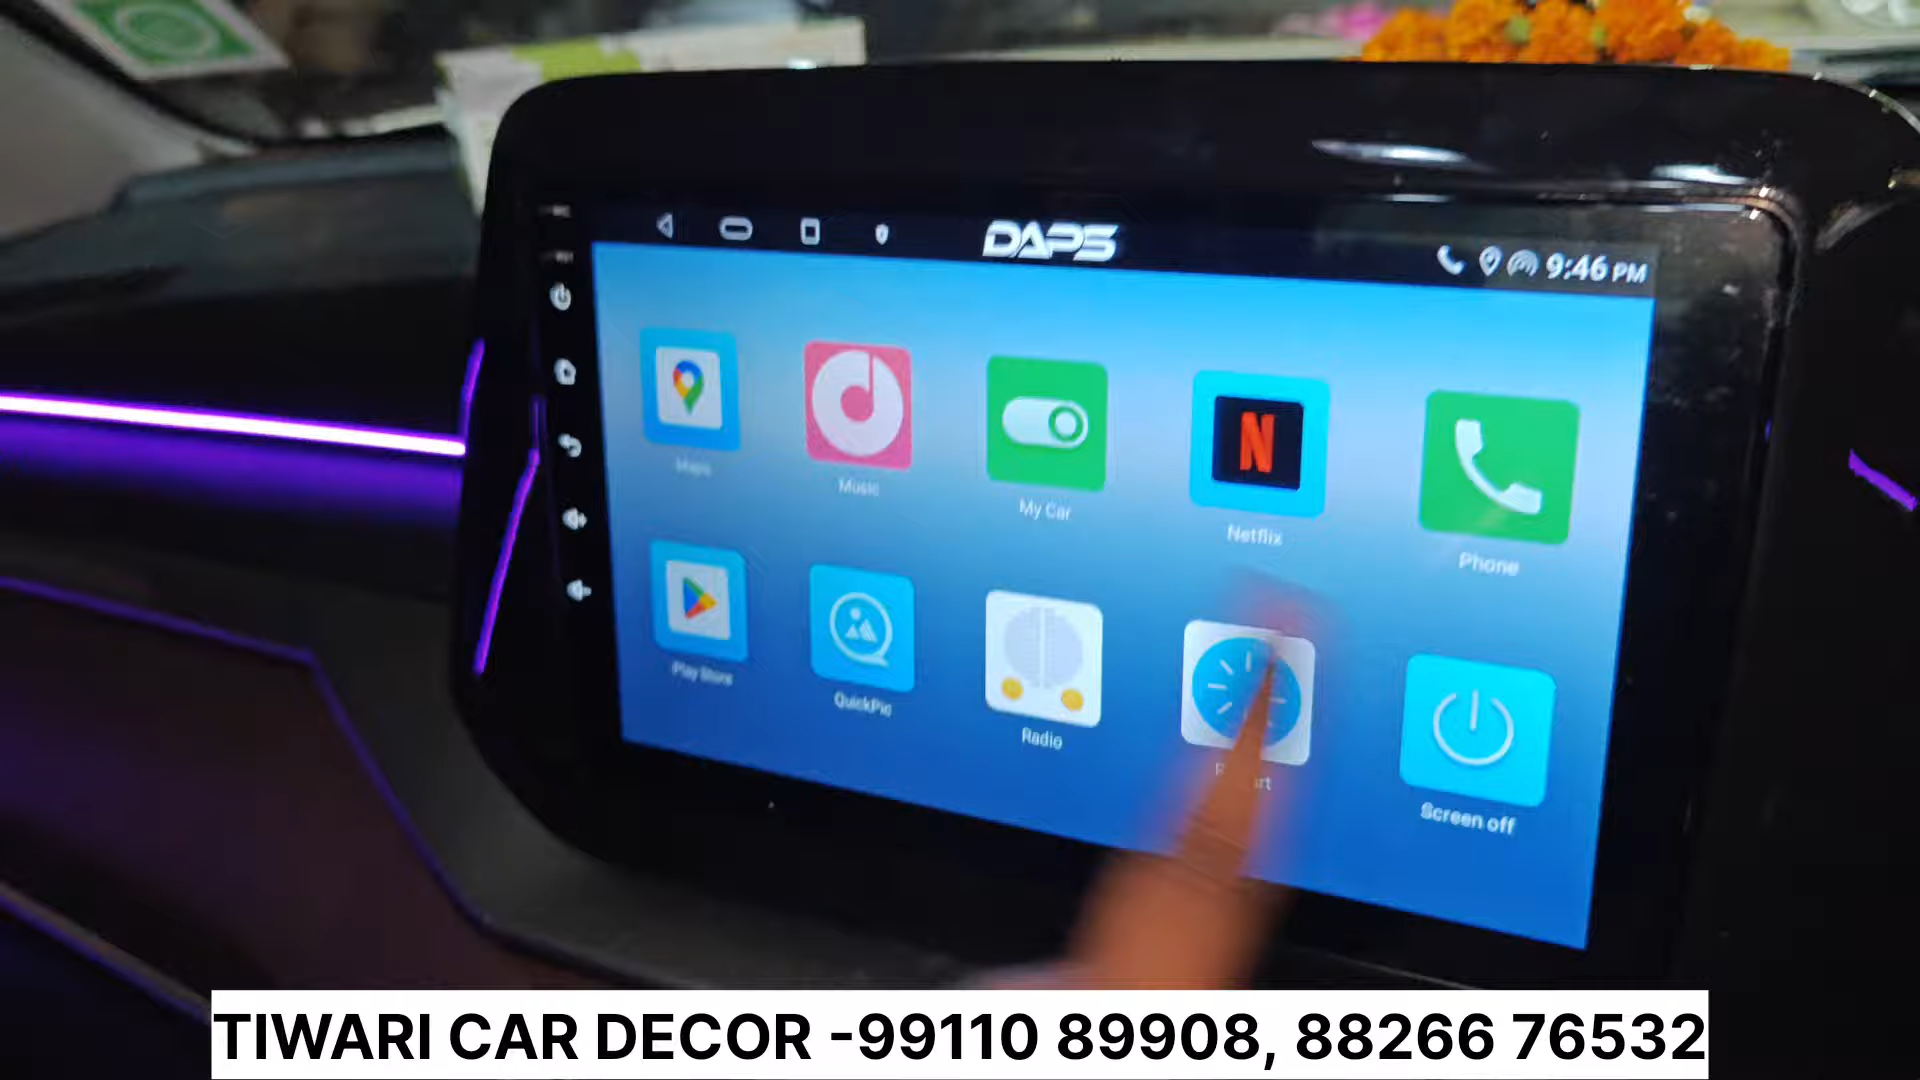 DAPS
9:46 PM
Maps
Music
My Car
Netflix
Phone
Play Store
QuickPic
Radio
Screen off
TIWARI CAR DECOR -99110 89908, 88266 76532